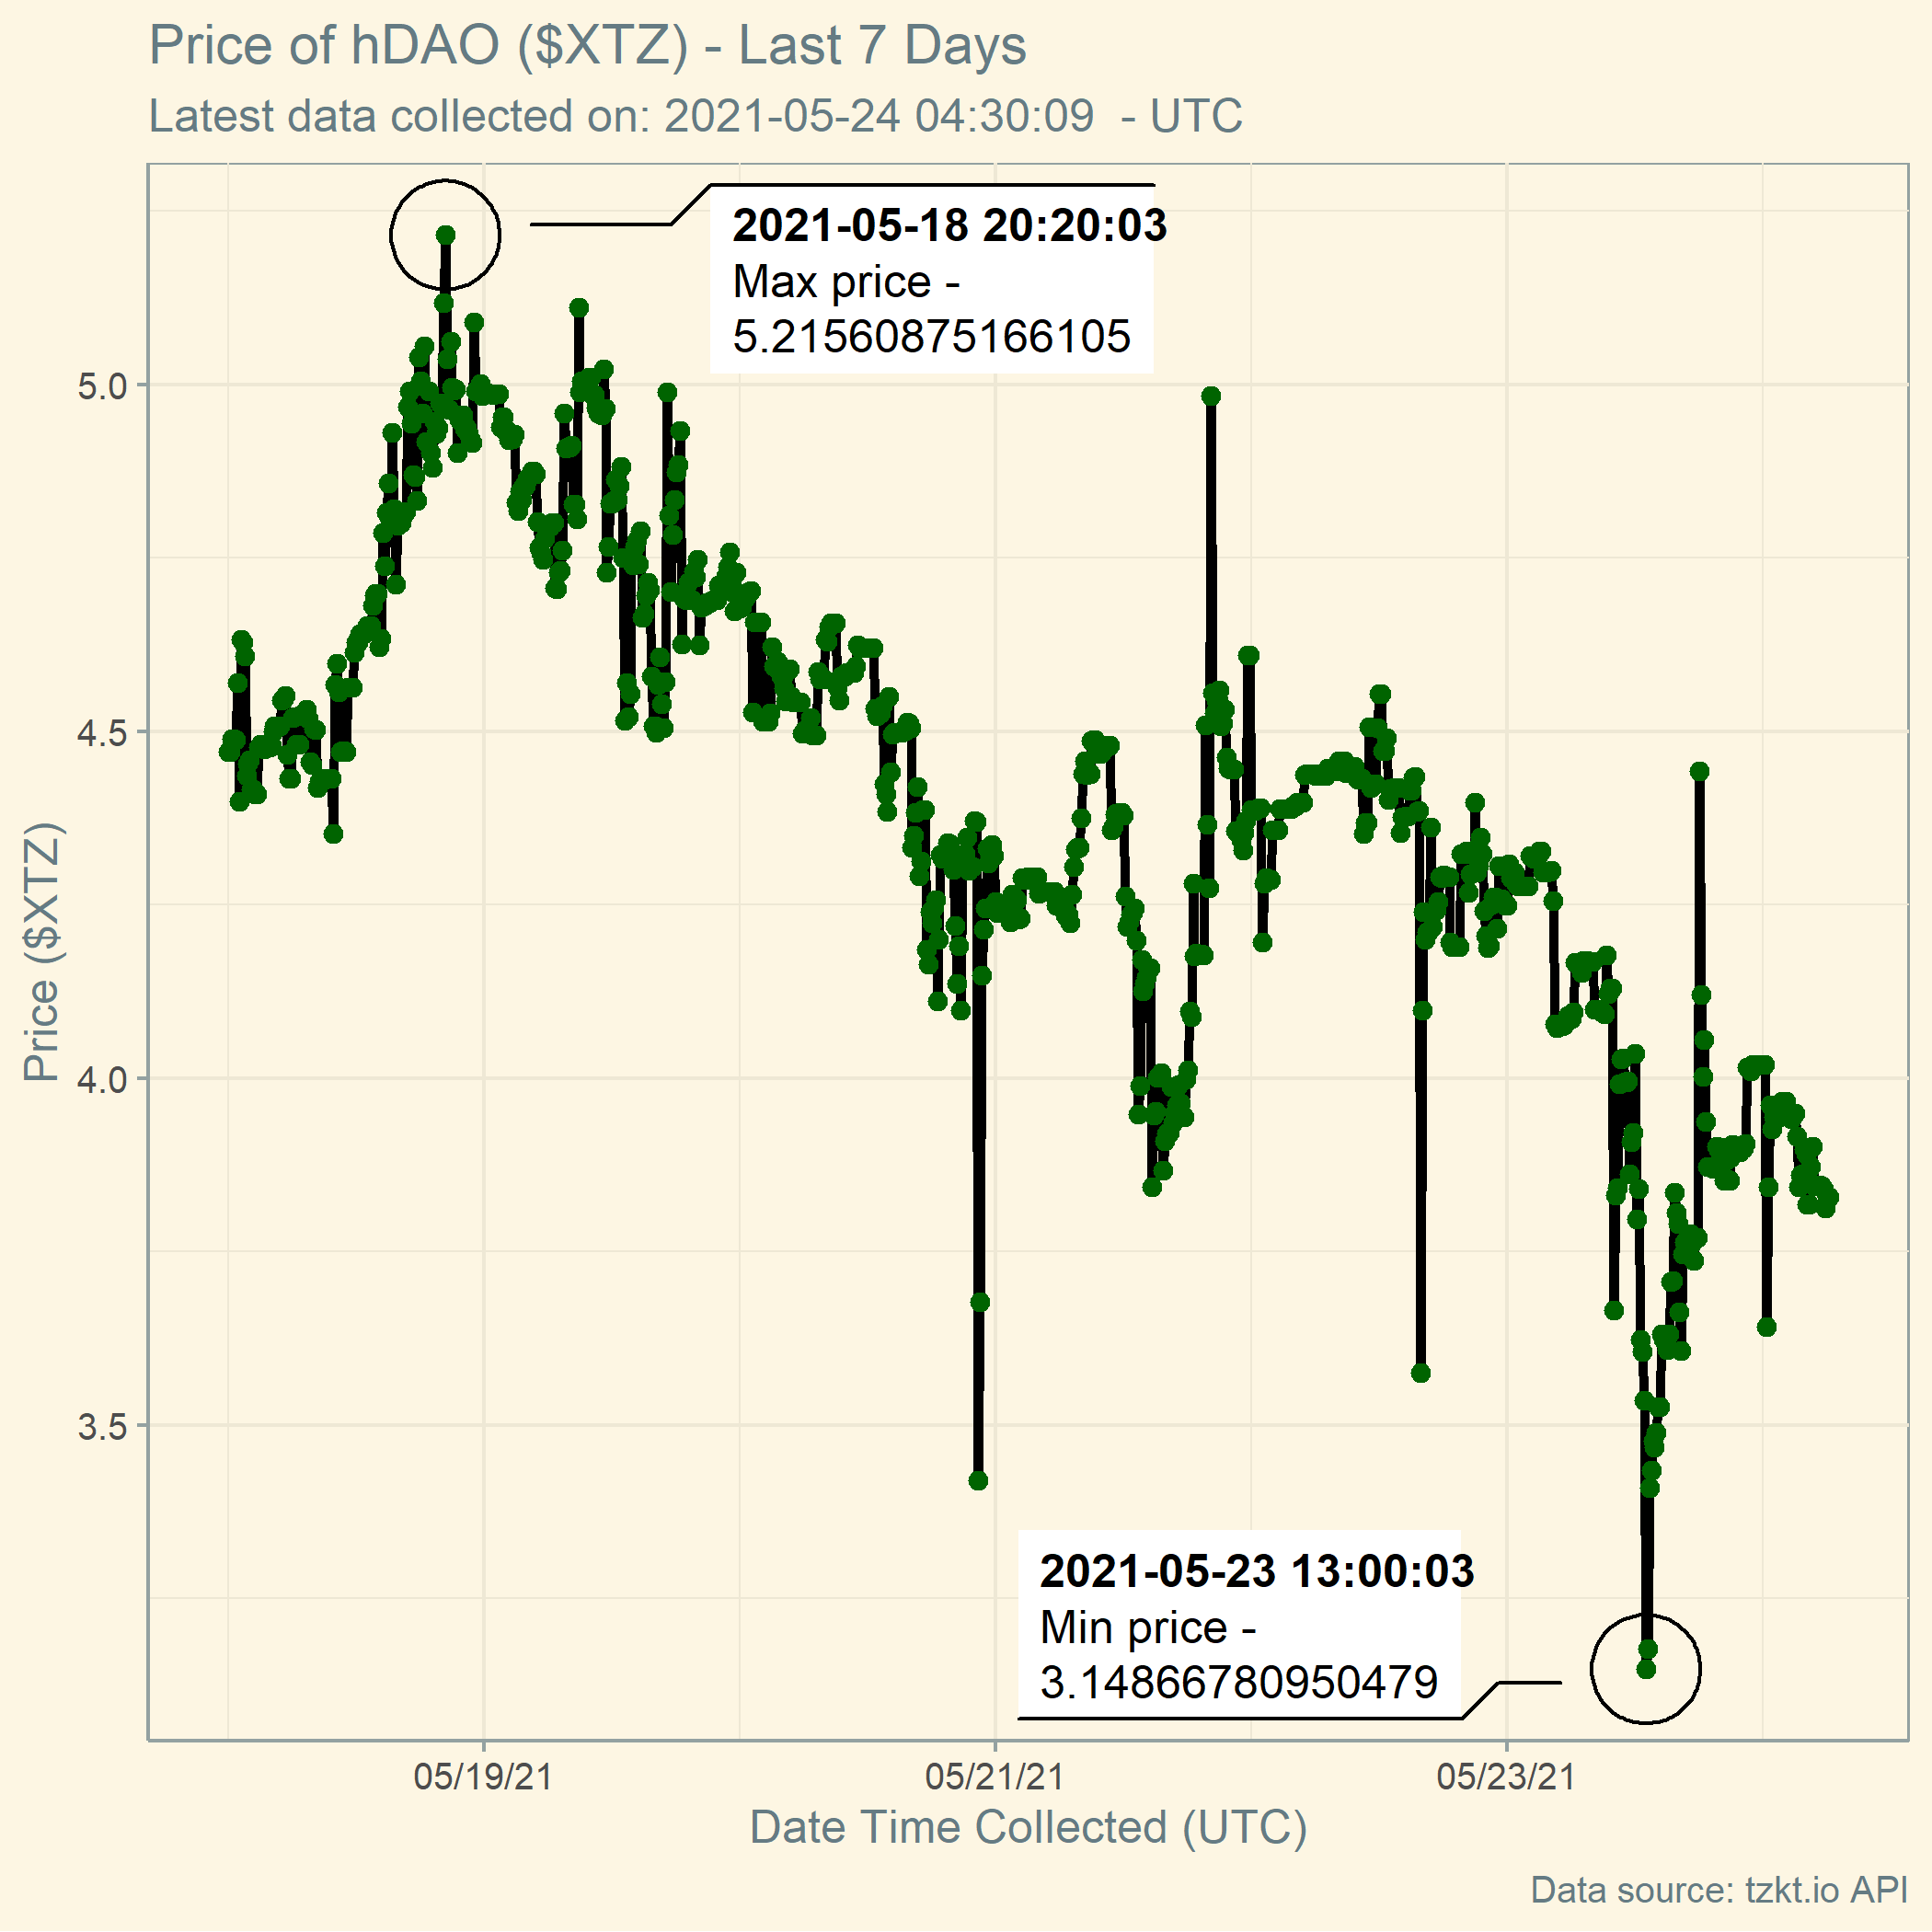 Price of hDAO ($XTZ) - Last 7 Days
Latest data collected on: 2021-05-24 04:30:09  - UTC
2021-05-18 20:20:03
Max price -
5.21560875166105
5.0
4.5
4.0
3.5
Price ($XTZ)
2021-05-23 13:00:03
Min price -
3.14866780950479
05/19/21
05/21/21
05/23/21
Date Time Collected (UTC)
Data source: tzkt.io API